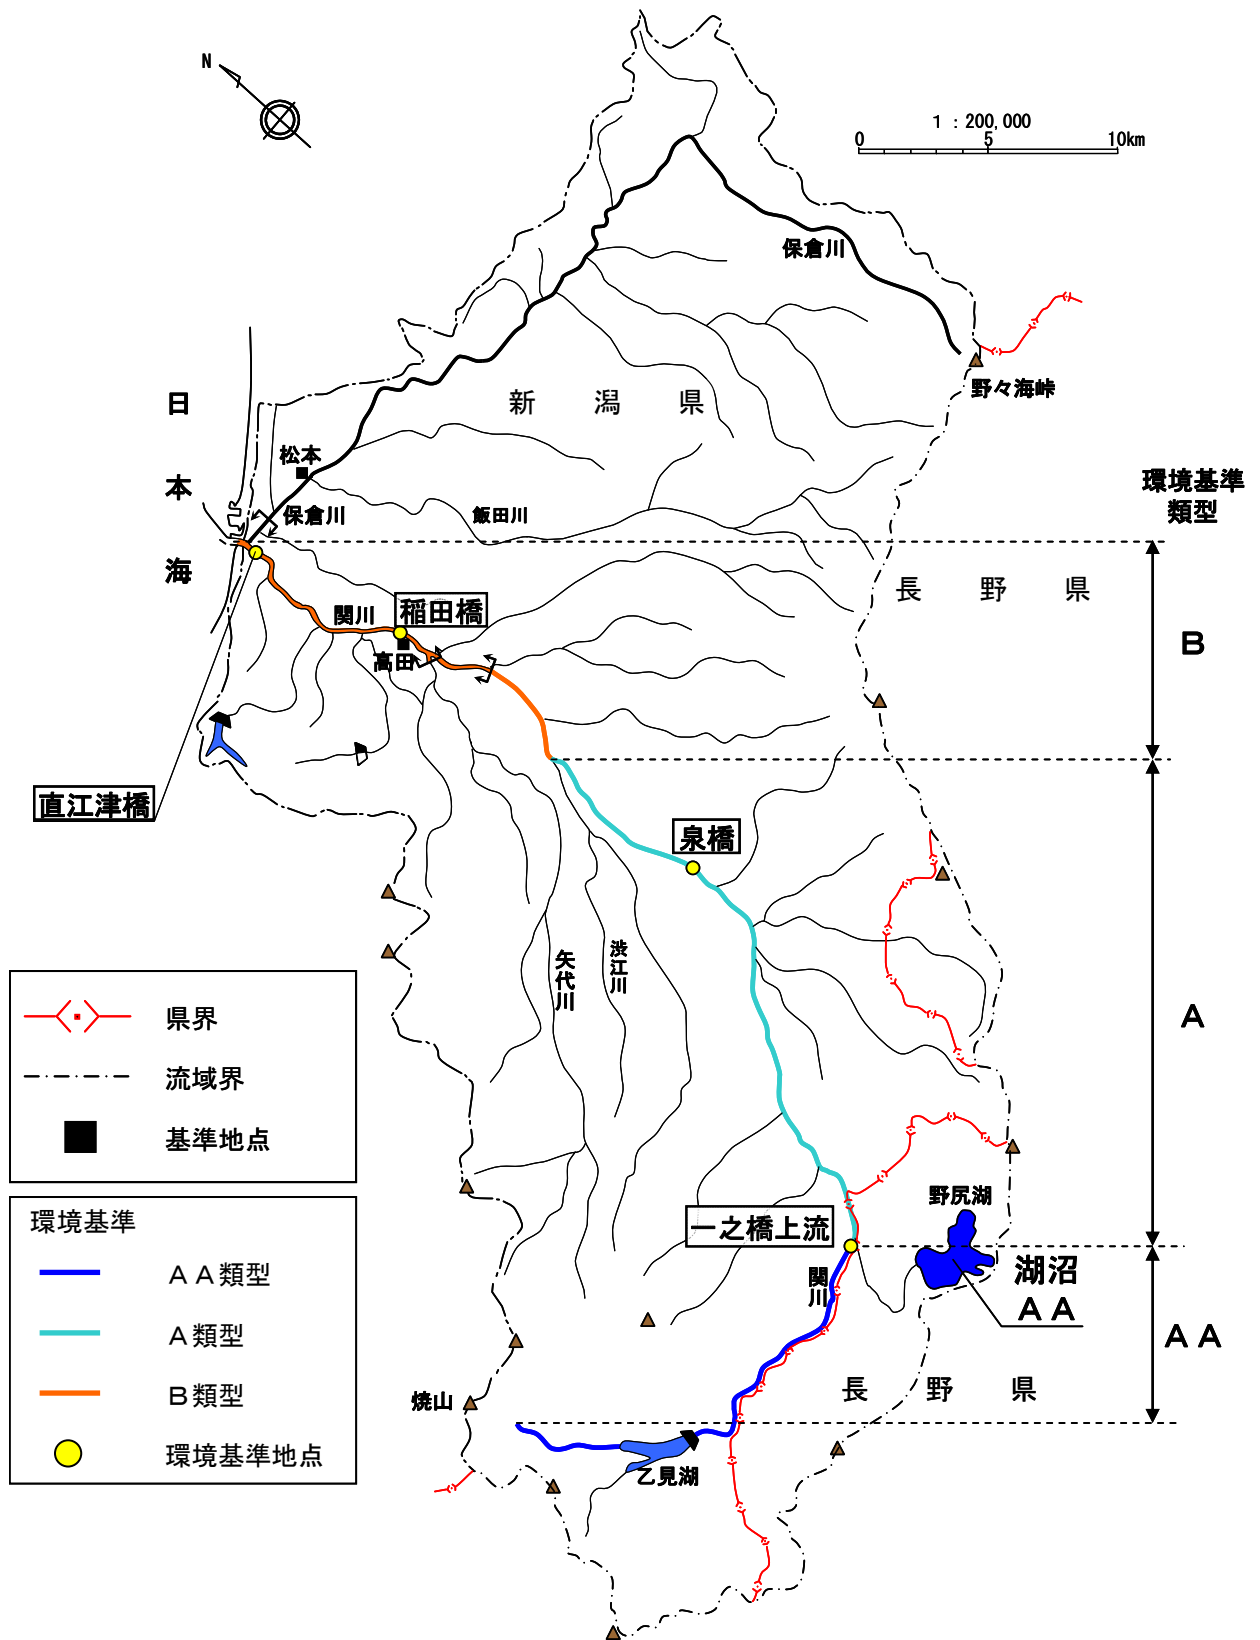 N
1 : 200,000
0 5 10km
保倉川
野々海峠
新潟県
日本海
松本
保倉川
飯田川
環境基準
類型
長野県
関川
稲田橋
高田
B
直江津橋
泉橋
矢代川
渋江川
A
県界
流域界
基準地点
野尻湖
一之橋上流
湖沼
AA
関川
AA
環境基準
AA類型
A類型
B類型
環境基準地点
焼山
長野県
乙見湖